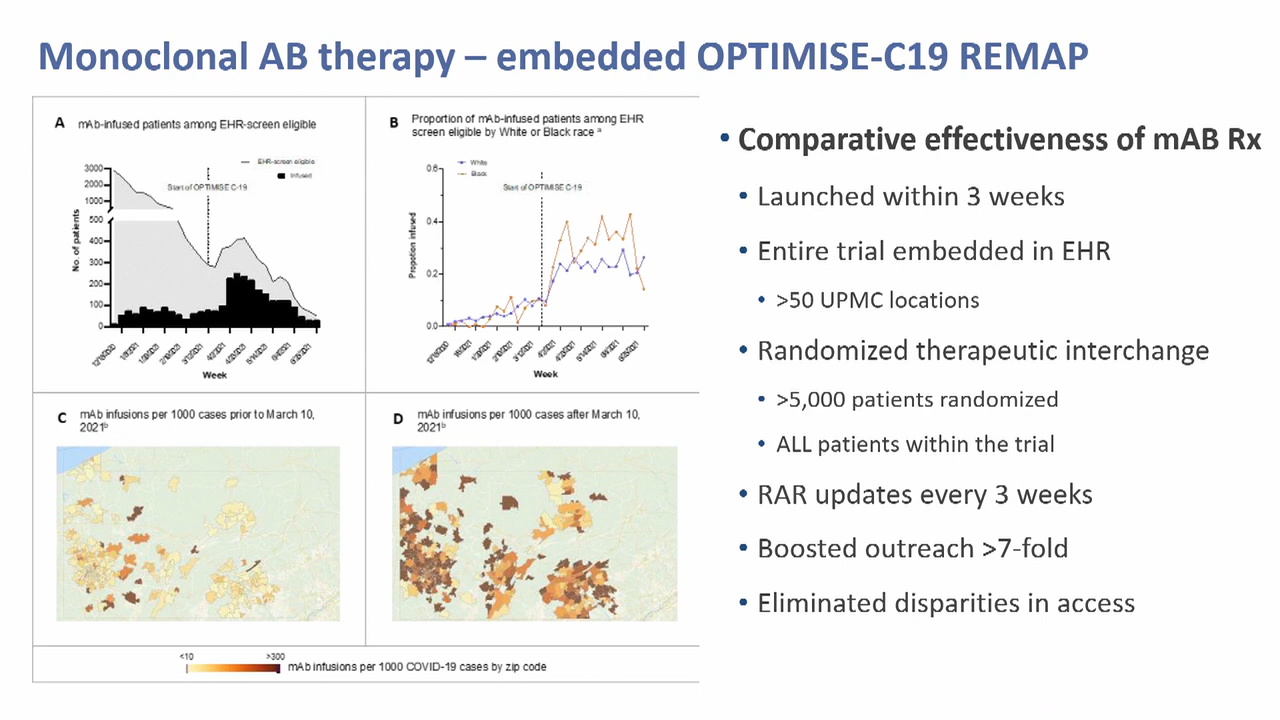 Monoclonal AB therapy – embedded OPTIMISE-C19 REMAP
A
mAb-infused patients among EHR-screen eligible
EHR-screen eligible
Infused
Start of OPTIMISE C-19
3000
2000
1000
500
400
300
200
100
0
No. of patients
Week
B
Proportion of mAb-infused patients among EHR
screen eligible by White or Black race a
White
Black
Start of OPTIMISE C-19
0.6
0.4
0.2
0.0
Proportion infused
Week
C
mAb infusions per 1000 cases prior to March 10,
2021b
D
mAb infusions per 1000 cases after March 10,
2021b
<10
>300
mAb infusions per 1000 COVID-19 cases by zip code
• Comparative effectiveness of mAB Rx
• Launched within 3 weeks
• Entire trial embedded in EHR
• >50 UPMC locations
• Randomized therapeutic interchange
• >5,000 patients randomized
• ALL patients within the trial
• RAR updates every 3 weeks
• Boosted outreach >7-fold
• Eliminated disparities in access